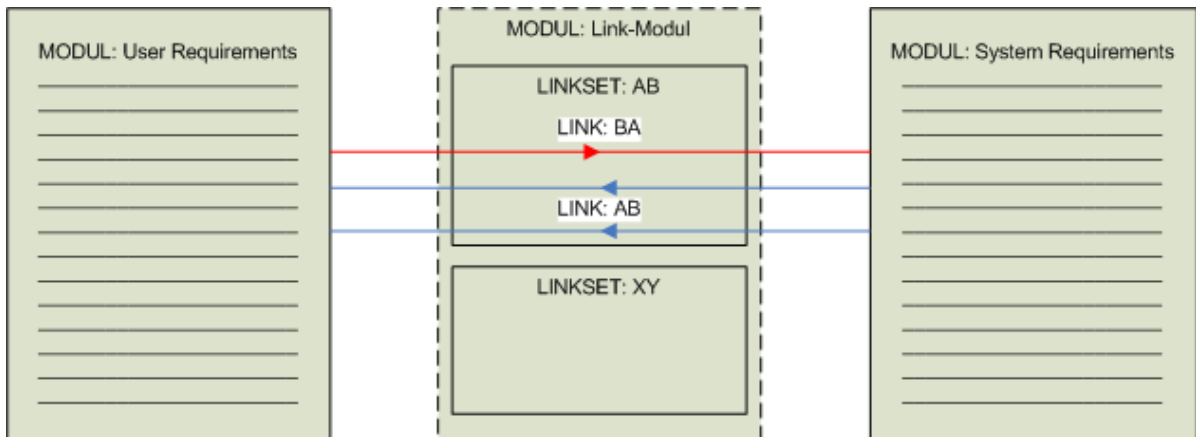 MODUL: User Requirements
MODUL: Link-Modul
LINKSET: AB
LINK: BA
LINK: AB
LINKSET: XY
MODUL: System Requirements